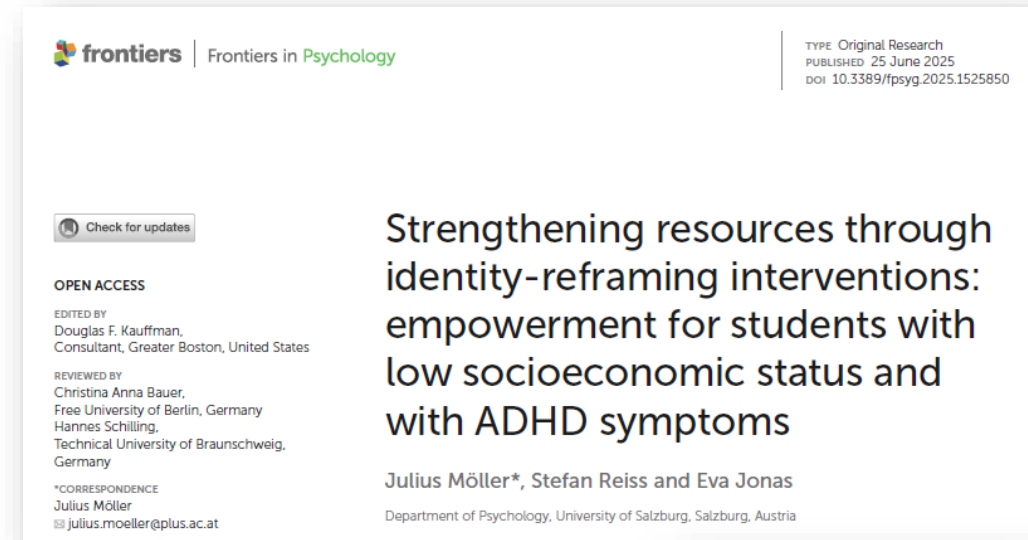 frontiers | Frontiers in Psychology
TYPE Original Research
PUBLISHED 25 June 2025
DOI 10.3389/fpsyg.2025.1525850
Check for updates
OPEN ACCESS
EDITED BY
Douglas F. Kauffman,
Consultant, Greater Boston, United States
REVIEWED BY
Christina Anna Bauer,
Free University of Berlin, Germany
Hannes Schilling,
Technical University of Braunschweig,
Germany
*CORRESPONDENCE
Julius Möller
julius.moeller@plus.ac.at
Strengthening resources through
identity-reframing interventions:
empowerment for students with
low socioeconomic status and
with ADHD symptoms
Julius Möller*, Stefan Reiss and Eva Jonas
Department of Psychology, University of Salzburg, Salzburg, Austria